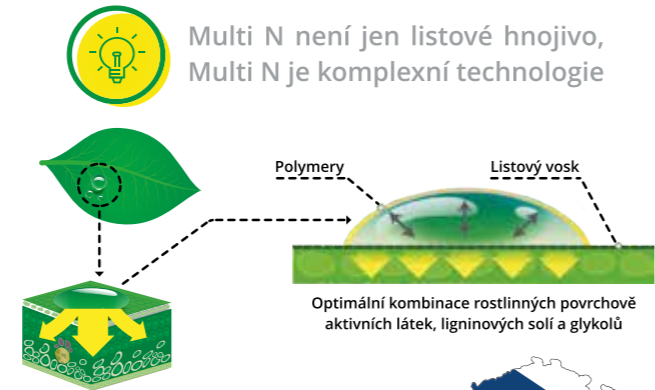 Multi N není jen listové hnojivo,
Multi N je komplexní technologie
Polymery
Listový vosk
Optimální kombinace rostlinných povrchově
aktivních látek, ligninových solí a glykolů